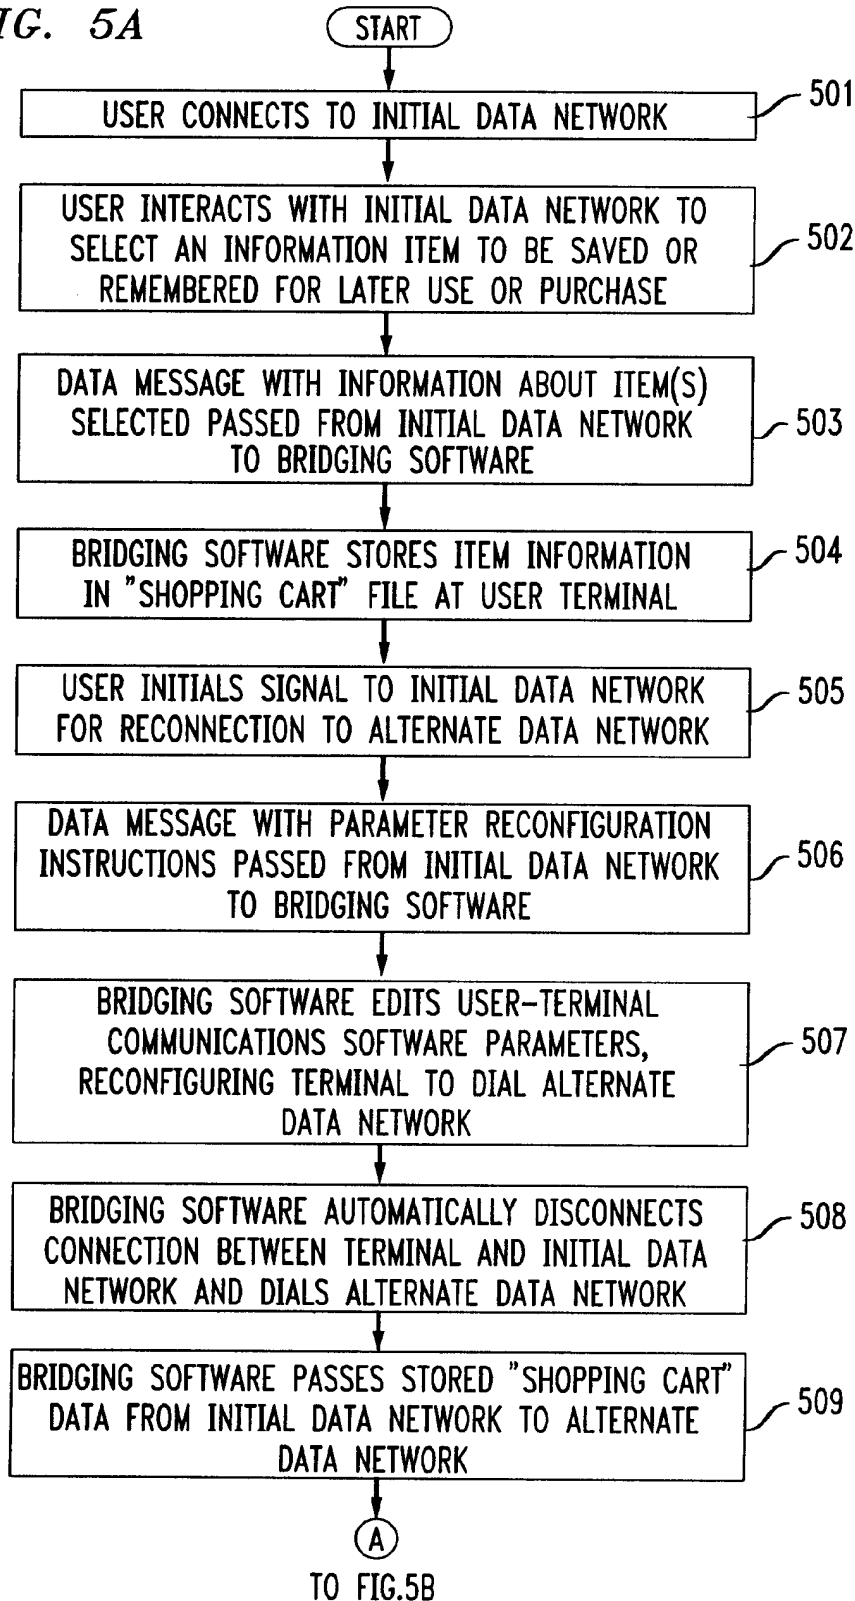 IG. 5A
START
501
USER CONNECTS TO INITIAL DATA NETWORK
USER INTERACTS WITH INITIAL DATA NETWORK TO
SELECT AN INFORMATION ITEM TO BE SAVED OR
REMEMBERED FOR LATER USE OR PURCHASE
502
DATA MESSAGE WITH INFORMATION ABOUT ITEM(S)
SELECTED PASSED FROM INITIAL DATA NETWORK
TO BRIDGING SOFTWARE
503
BRIDGING SOFTWARE STORES ITEM INFORMATION
IN "SHOPPING CART" FILE AT USER TERMINAL
504
USER INITIALS SIGNAL TO INITIAL DATA NETWORK
FOR RECONNECTION TO ALTERNATE DATA NETWORK
505
DATA MESSAGE WITH PARAMETER RECONFIGURATION
INSTRUCTIONS PASSED FROM INITIAL DATA NETWORK
TO BRIDGING SOFTWARE
506
BRIDGING SOFTWARE EDITS USER-TERMINAL
COMMUNICATIONS SOFTWARE PARAMETERS,
RECONFIGURING TERMINAL TO DIAL ALTERNATE
DATA NETWORK
507
BRIDGING SOFTWARE AUTOMATICALLY DISCONNECTS
CONNECTION BETWEEN TERMINAL AND INITIAL DATA
NETWORK AND DIALS ALTERNATE DATA NETWORK
508
BRIDGING SOFTWARE PASSES STORED "SHOPPING CART"
DATA FROM INITIAL DATA NETWORK TO ALTERNATE
DATA NETWORK
509
A
TO FIG.5B